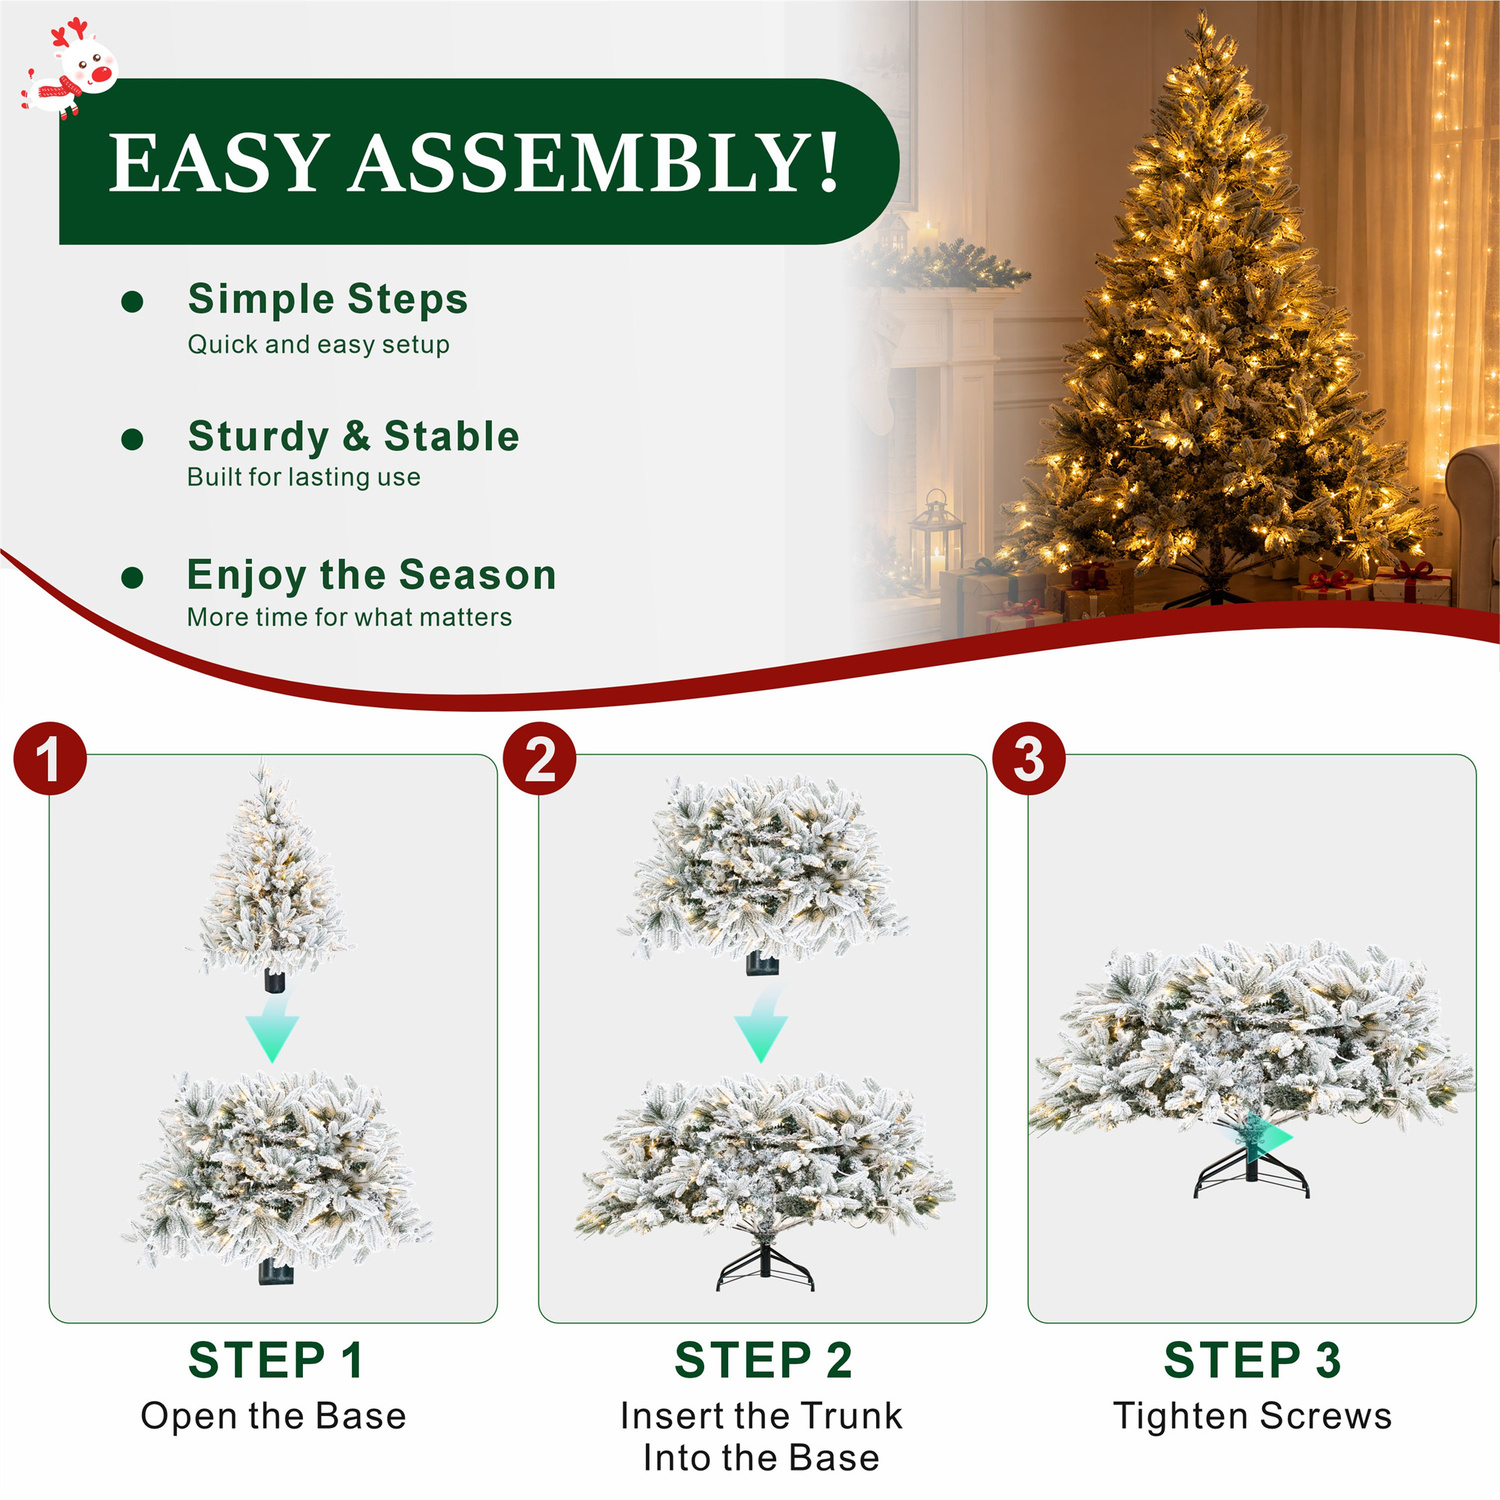 EASY ASSEMBLY!
Simple Steps
Quick and easy setup
Sturdy & Stable
Built for lasting use
Enjoy the Season
More time for what matters
1
2
3
STEP 1
Open the Base
STEP 2
Insert the Trunk
Into the Base
STEP 3
Tighten Screws